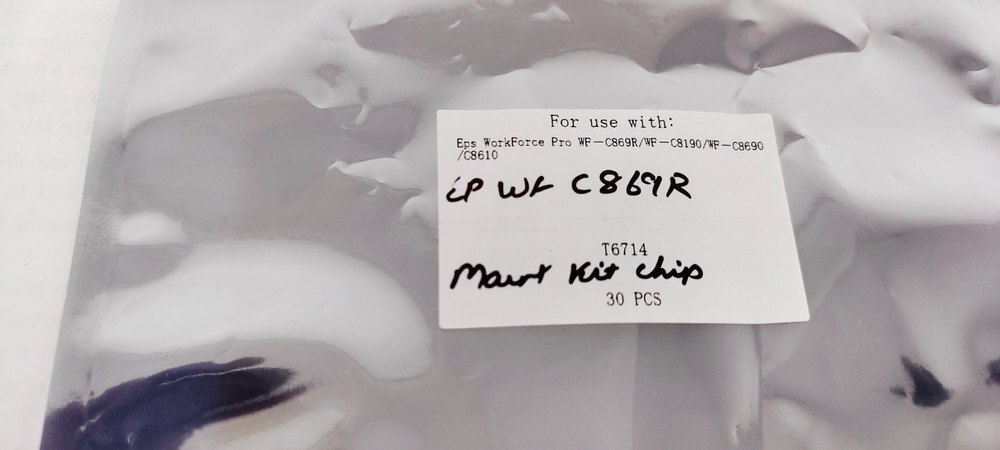 For use with:
Eps WorkForce Pro WF-C869R/WF-C8190/WF-C8690
/C8610
EP WF C869R
T6714
Maint Kit chip
30 PCS